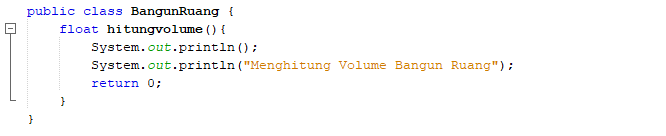 public class BangunRuang {
    float hitungvolume(){
        System.out.println();
        System.out.println("Menghitung Volume Bangun Ruang");
        return 0;
    }
}